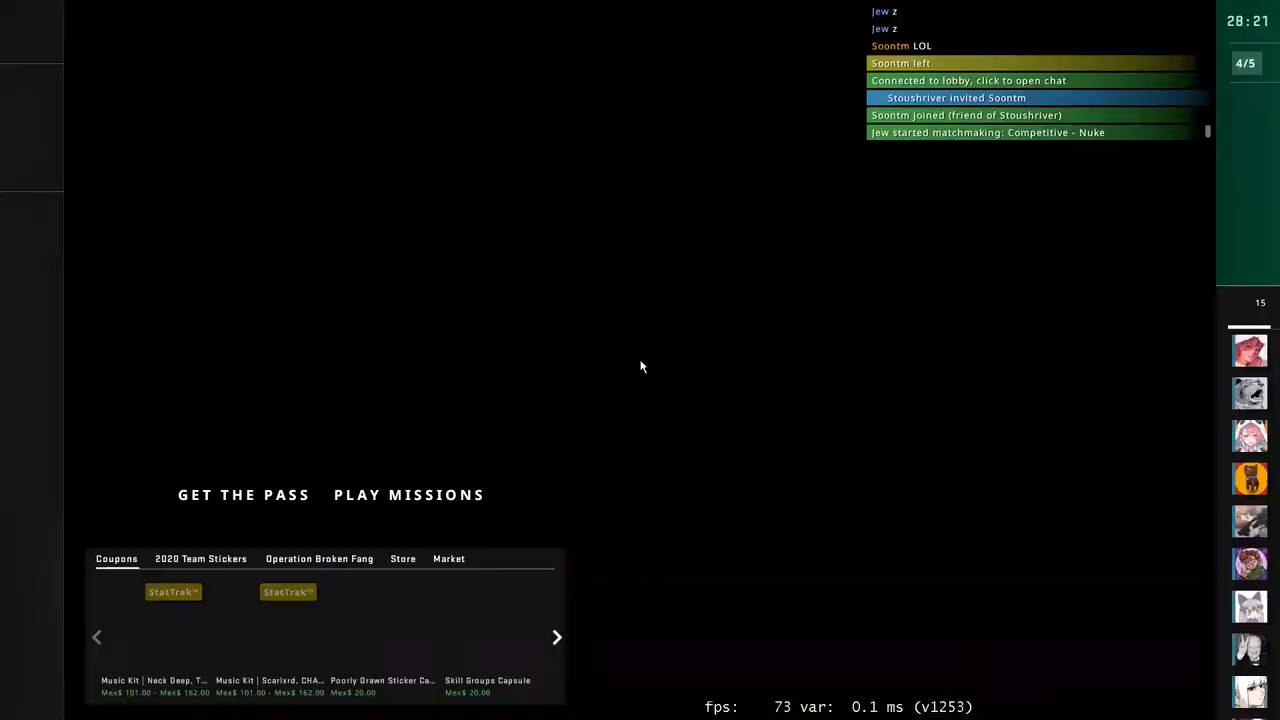 Jew z
Jew z
Soontm LOL
Soontm left
Connected to lobby, click to open chat
Stoushriver invited Soontm
Soontm joined (friend of Stoushriver)
Jew started matchmaking: Competitive - Nuke
28:21
4/5
15
GET THE PASS PLAY MISSIONS
Coupons 2020 Team Stickers Operation Broken Fang Store Market
StatTrak™ StatTrak™
Music Kit | Neck Deep, T... Music Kit | Scarlxrd, CHA... Poorly Drawn Sticker Ca... Skill Groups Capsule
Mex$ 101.00 - Mex$ 162.00 Mex$ 101.00 - Mex$ 162.00 Mex$ 20.00 Mex$ 20.00
fps: 73 var: 0.1 ms (v1253)